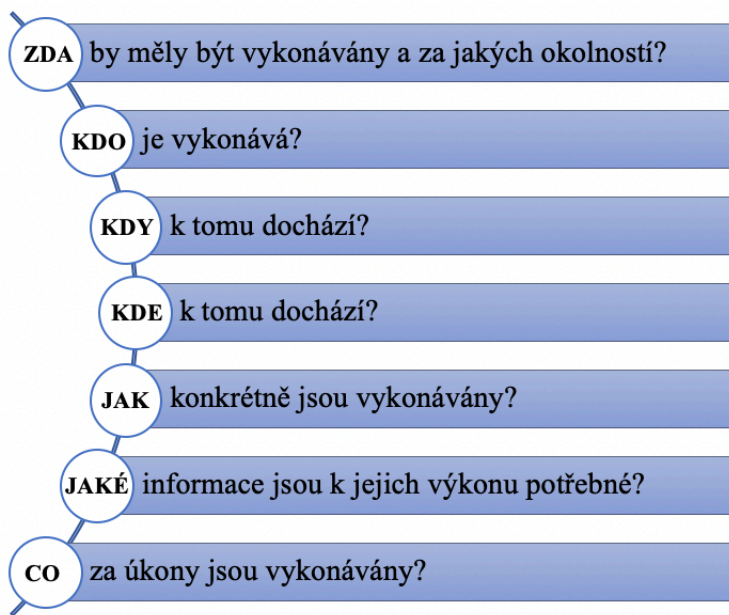 ZDA by měly být vykonávány a za jakých okolností?
KDO je vykonává?
KDY k tomu dochází?
KDE k tomu dochází?
JAK konkrétně jsou vykonávány?
JAKÉ informace jsou k jejich výkonu potřebné?
CO za úkony jsou vykonávány?